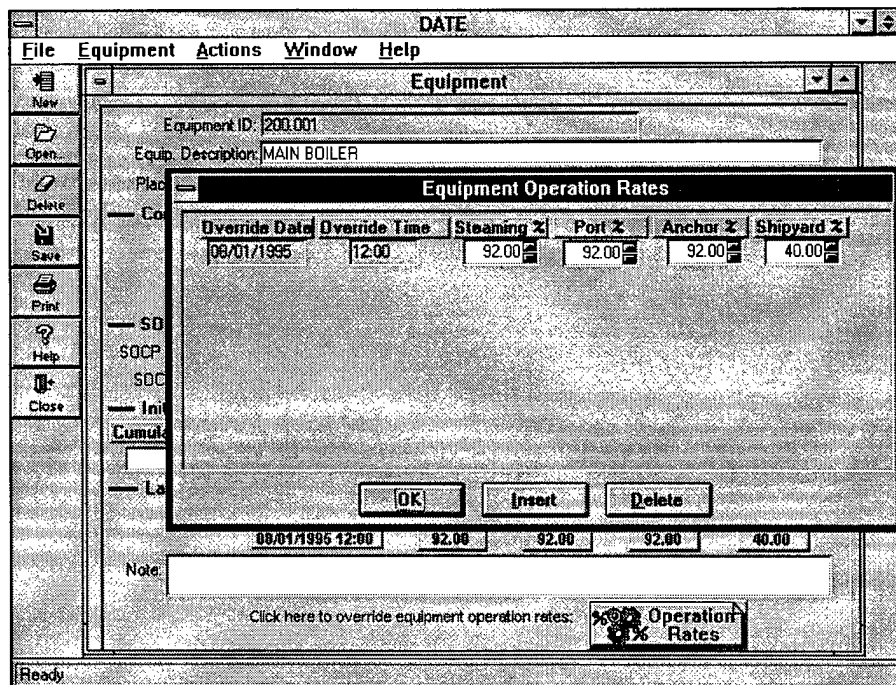 DATE
File Equipment Actions Window Help
Equipment
New
Open..
Delete
Save
Print
Help
Close
Equipment ID: 200.001
Equip. Description: MAIN BOILER
Plac
Co
SO
SOCP
SOC
Init
Cumula
La
Equipment Operation Rates
Override Date Override Time Steaming % Port % Anchor % Shipyard %
08/01/1995 12:00 92.00 92.00 92.00 40.00
OK Insert Delete
08/01/1995 12:00 92.00 92.00 92.00 40.00
Note:
Click here to override equipment operation rates:
Operation
Rates
Ready